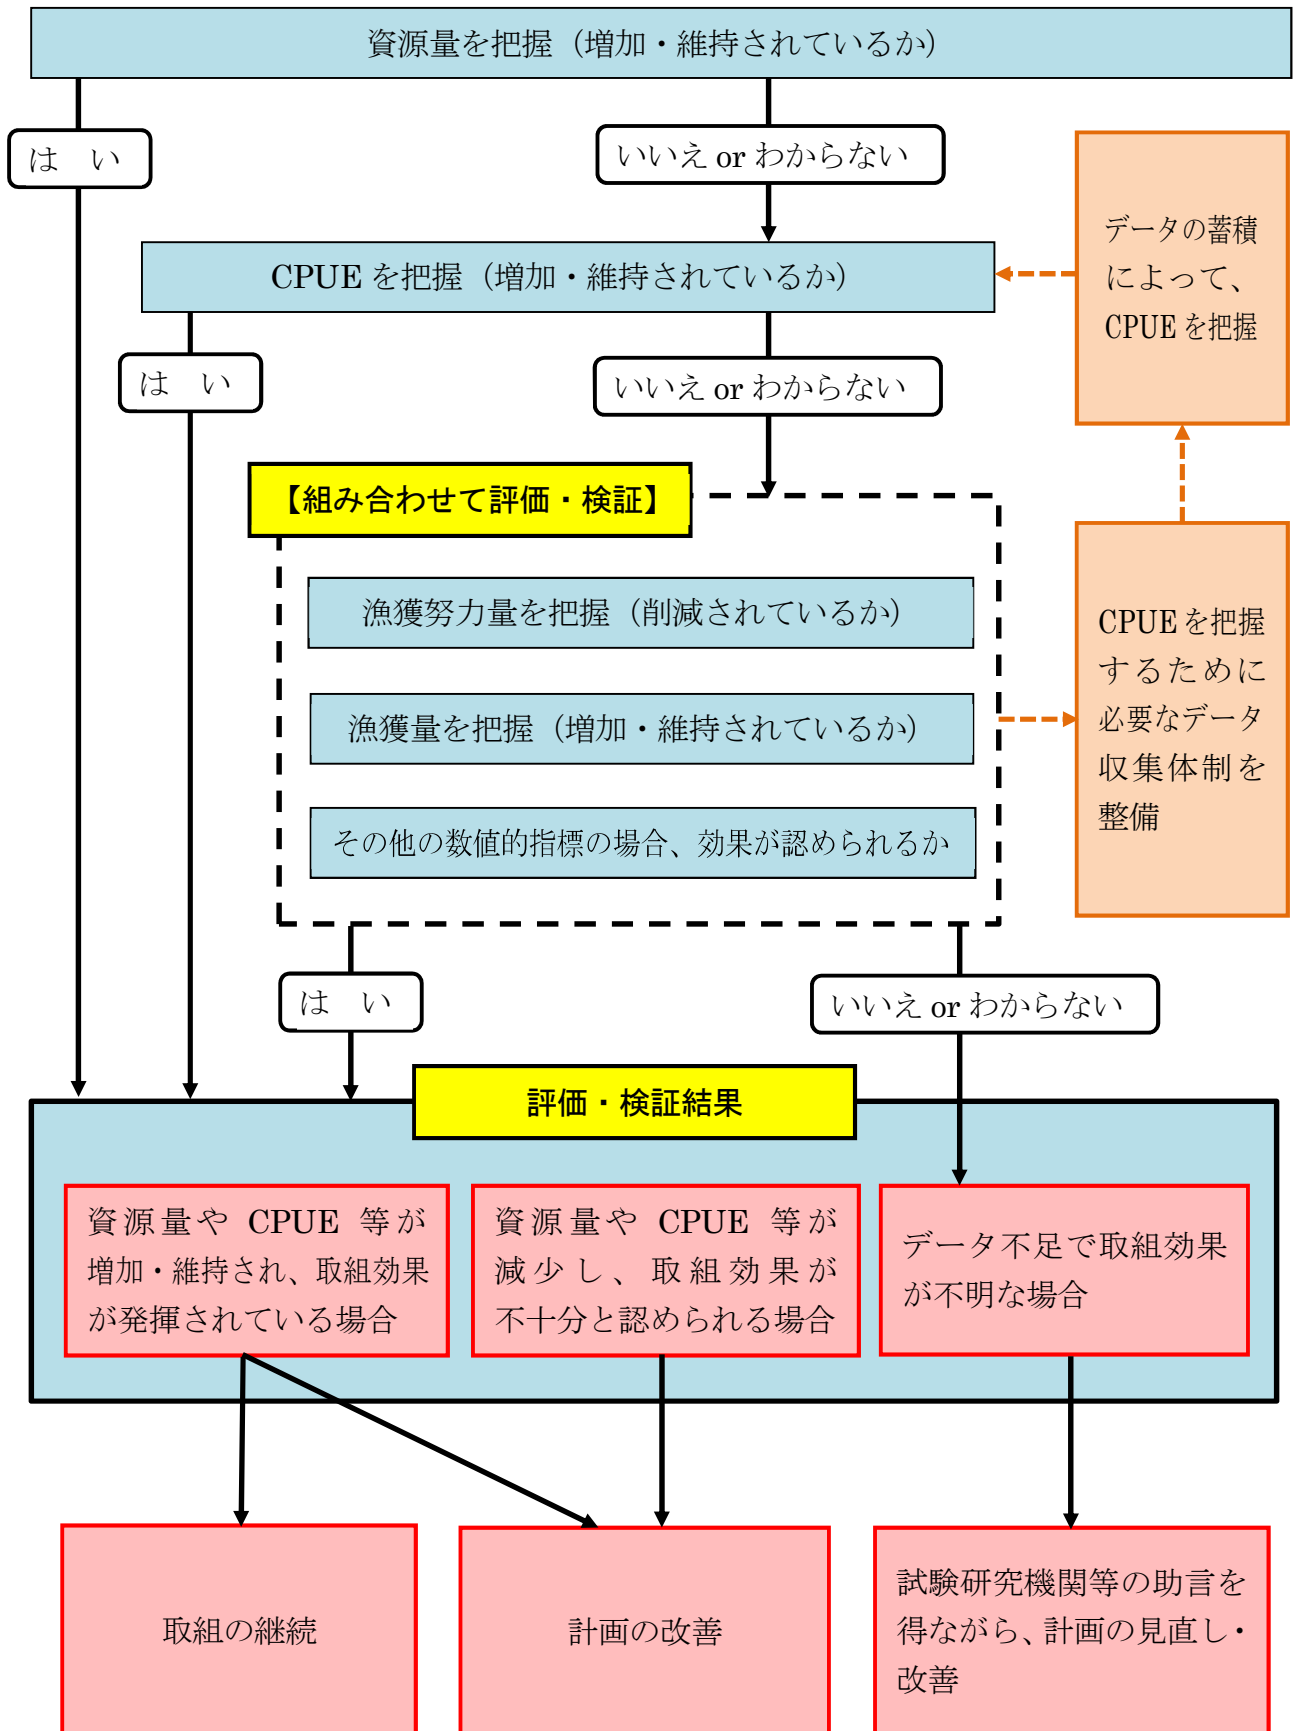 資源量を把握（増加・維持されているか）
は　い
いいえ or わからない
CPUE を把握（増加・維持されているか）
データの蓄積
によって、
CPUE を把握
は　い
いいえ or わからない
【組み合わせて評価・検証】
漁獲努力量を把握（削減されているか）
漁獲量を把握（増加・維持されているか）
その他の数値的指標の場合、効果が認められるか
CPUE を把握
するために
必要なデータ
収集体制を
整備
は　い
いいえ or わからない
評価・検証結果
資源量や CPUE 等が
増加・維持され、取組効果
が発揮されている場合
資源量や CPUE 等が
減少し、取組効果が
不十分と認められる場合
データ不足で取組効果
が不明な場合
取組の継続
計画の改善
試験研究機関等の助言を
得ながら、計画の見直し・
改善